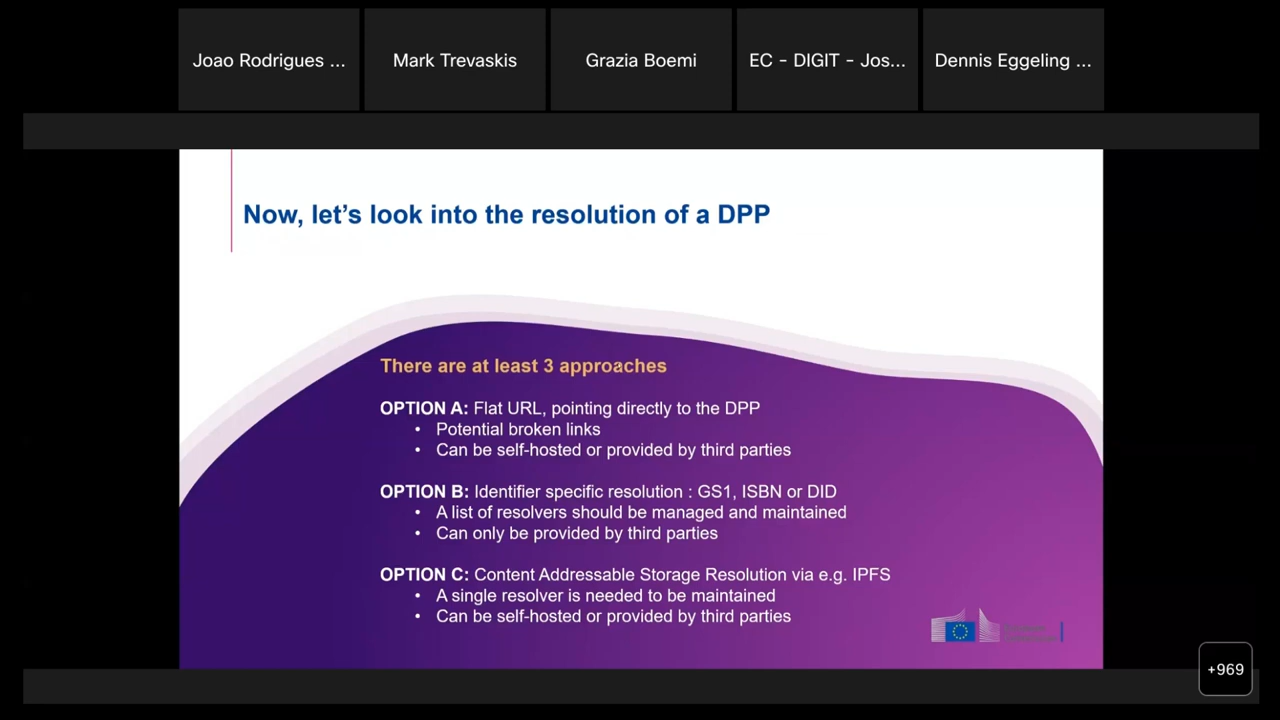 Joao Rodrigues ...
Mark Trevaskis
Grazia Boemi
EC - DIGIT - Jos...
Dennis Eggeling ...
Now, let's look into the resolution of a DPP
There are at least 3 approaches
OPTION A: Flat URL, pointing directly to the DPP
• Potential broken links
• Can be self-hosted or provided by third parties
OPTION B: Identifier specific resolution : GS1, ISBN or DID
• A list of resolvers should be managed and maintained
• Can only be provided by third parties
OPTION C: Content Addressable Storage Resolution via e.g. IPFS
• A single resolver is needed to be maintained
• Can be self-hosted or provided by third parties
+969